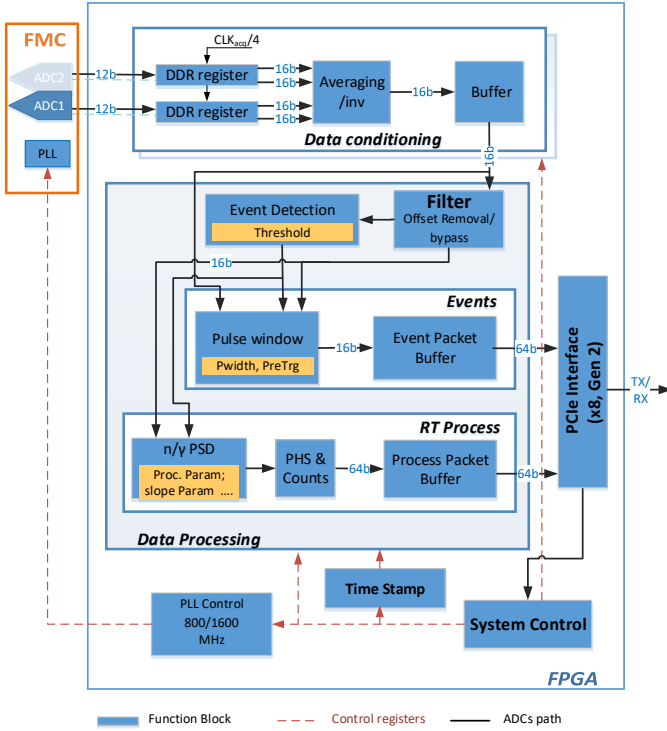 FMC
ADC2
ADC1
PLL
12b
12b
CLKacq/4
DDR register
DDR register
16b
16b
16b
16b
Averaging
/inv
16b
Buffer
Data conditioning
16b
Event Detection
Threshold
Filter
Offset Removal/
bypass
16b
Events
Pulse window
Pwidth, PreTrg
16b
Event Packet
Buffer
64b
RT Process
n/γ PSD
Proc. Param;
slope Param ....
PHS &
Counts
64b
Process Packet
Buffer
64b
Data Processing
PCIe Interface
(x8, Gen 2)
TX/
RX
PLL Control
800/1600
MHz
Time Stamp
System Control
FPGA
Function Block
Control registers
ADCs path